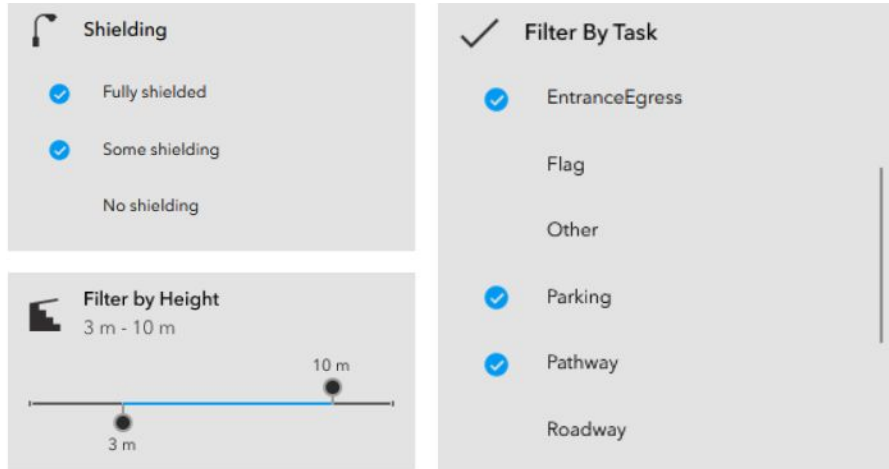 Shielding
Fully shielded
Some shielding
No shielding
Filter by Height
3 m - 10 m
10 m
3 m
Filter By Task
EntranceEgress
Flag
Other
Parking
Pathway
Roadway